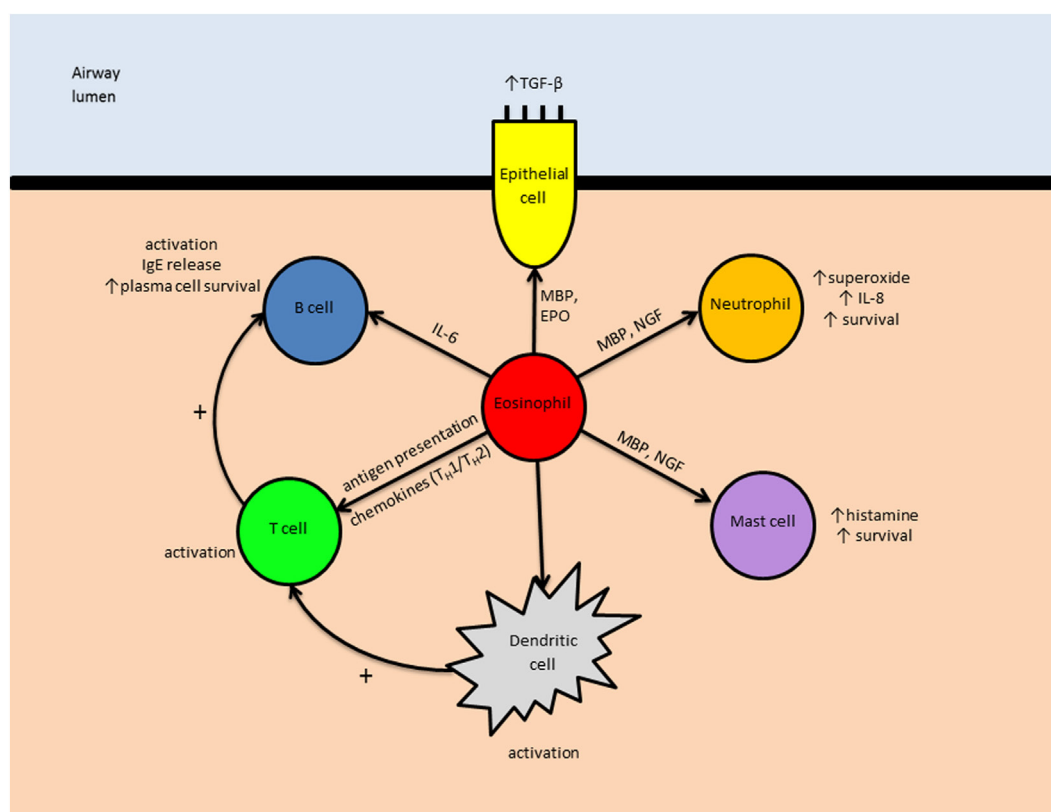 Airway
lumen
↑TGF-β
Epithelial
cell
activation
IgE release
↑plasma cell survival
B cell
IL-6
MBP,
EPO
MBP, NGF
Neutrophil
↑superoxide
↑ IL-8
↑ survival
Eosinophil
+
antigen presentation
chemokines (TH1/TH2)
MBP, NGF
Mast cell
↑histamine
↑ survival
T cell
activation
+
Dendritic
cell
activation